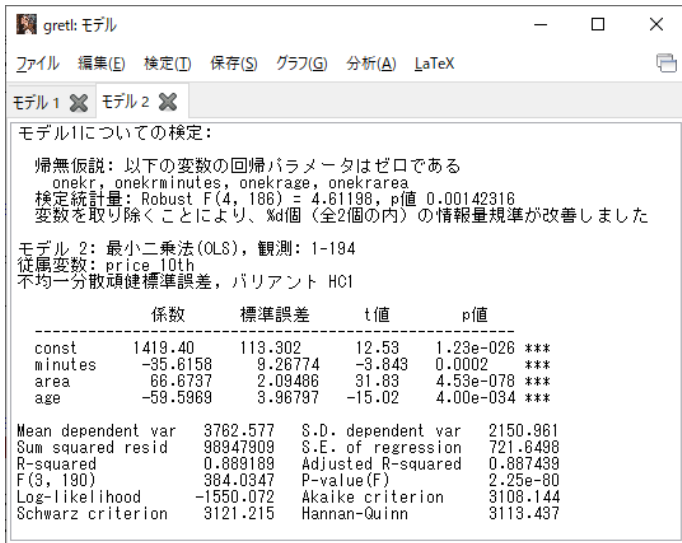 gretl: モデル
ファイル 編集(E) 検定(T) 保存(S) グラフ(G) 分析(A) LaTeX
モデル 1 モデル 2
モデル1についての検定:
帰無仮説: 以下の変数の回帰パラメータはゼロである
onekr, onekrminutes, onekrage, onekrarea
検定統計量: Robust F(4, 186) = 4.61198, p値 0.00142316
変数を取り除くことにより、%d個（全2個の内）の情報量規準が改善しました
モデル 2: 最小二乗法(OLS), 観測: 1-194
従属変数: price_10th
不均一分散頑健標準誤差, バリアント HC1
係数 標準誤差 t値 p値
const 1419.40 113.302 12.53 1.23e-026 ***
minutes −35.6158 9.26774 −3.843 0.0002 ***
area 66.6737 2.09486 31.83 4.53e-078 ***
age −59.5969 3.96797 −15.02 4.00e-034 ***
Mean dependent var 3762.577 S.D. dependent var 2150.961
Sum squared resid 98947909 S.E. of regression 721.6498
R-squared 0.889189 Adjusted R-squared 0.887439
F(3, 190) 384.0347 P-value(F) 2.25e-80
Log-likelihood −1550.072 Akaike criterion 3108.144
Schwarz criterion 3121.215 Hannan-Quinn 3113.437